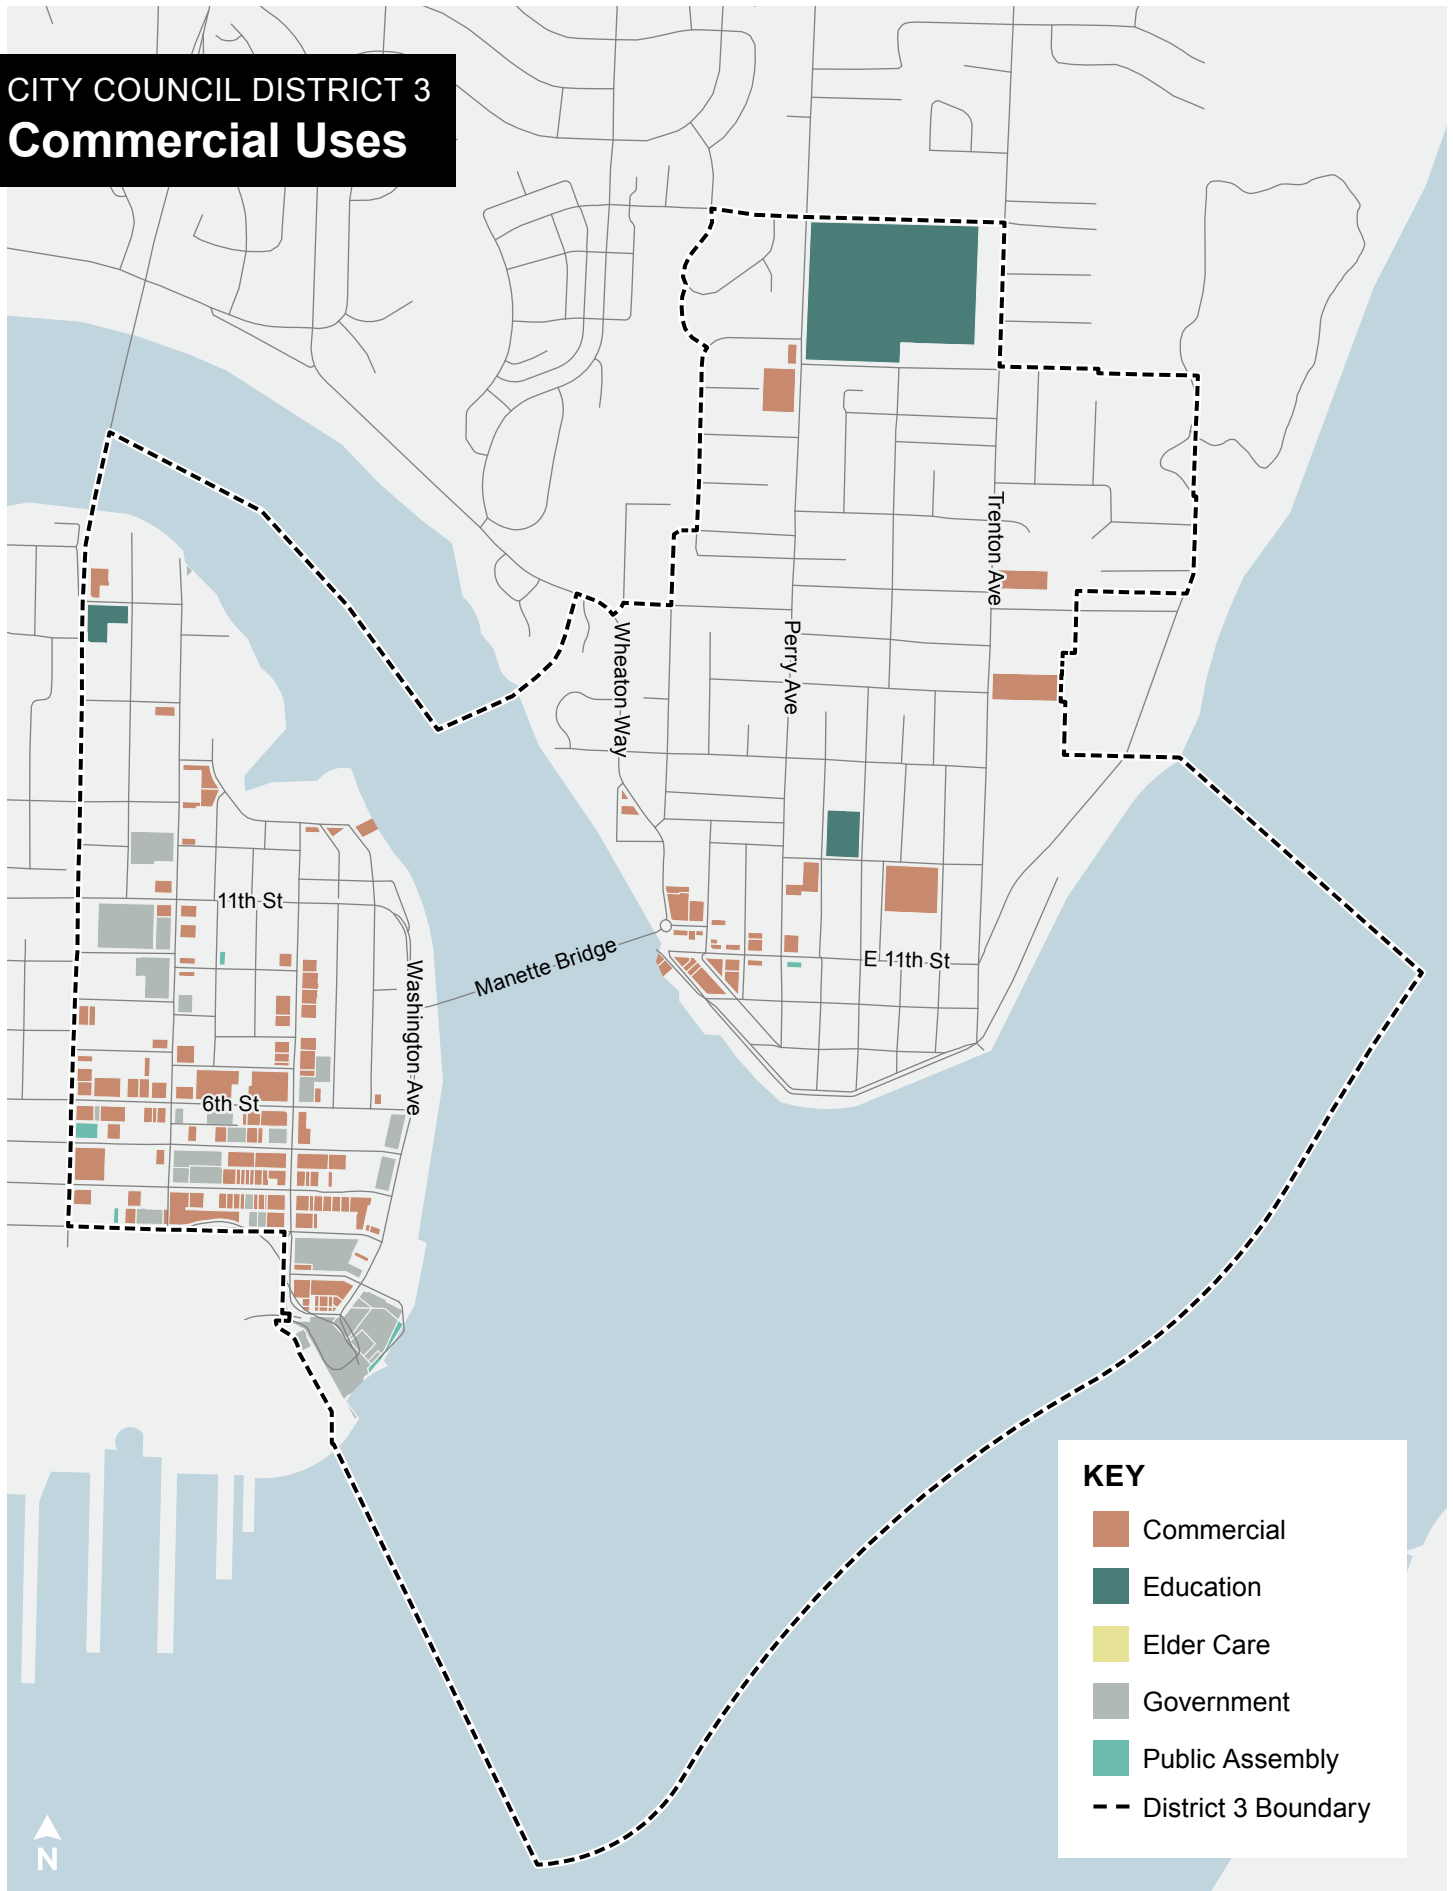 CITY COUNCIL DISTRICT 3
Commercial Uses
Trenton Ave
Wheaton Way
Perry Ave
11th St
Manette Bridge
E 11th St
Washington Ave
6th St
KEY
Commercial
Education
Elder Care
Government
Public Assembly
District 3 Boundary
N